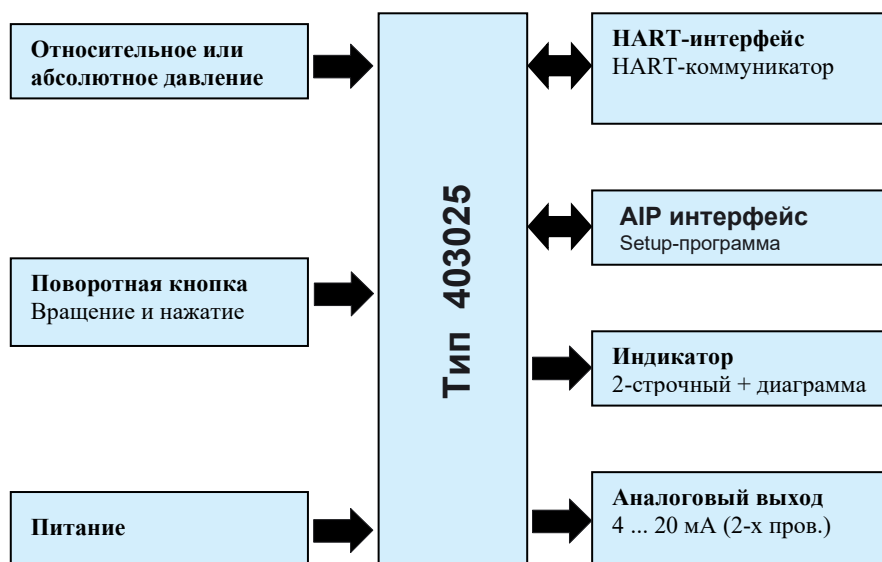 Относительное или
абсолютное давление
Поворотная кнопка
Вращение и нажатие
Питание
Тип 403025
HART-интерфейс
HART-коммуникатор
AIP интерфейс
Setup-программа
Индикатор
2-строчный + диаграмма
Аналоговый выход
4 ... 20 мА (2-х пров.)